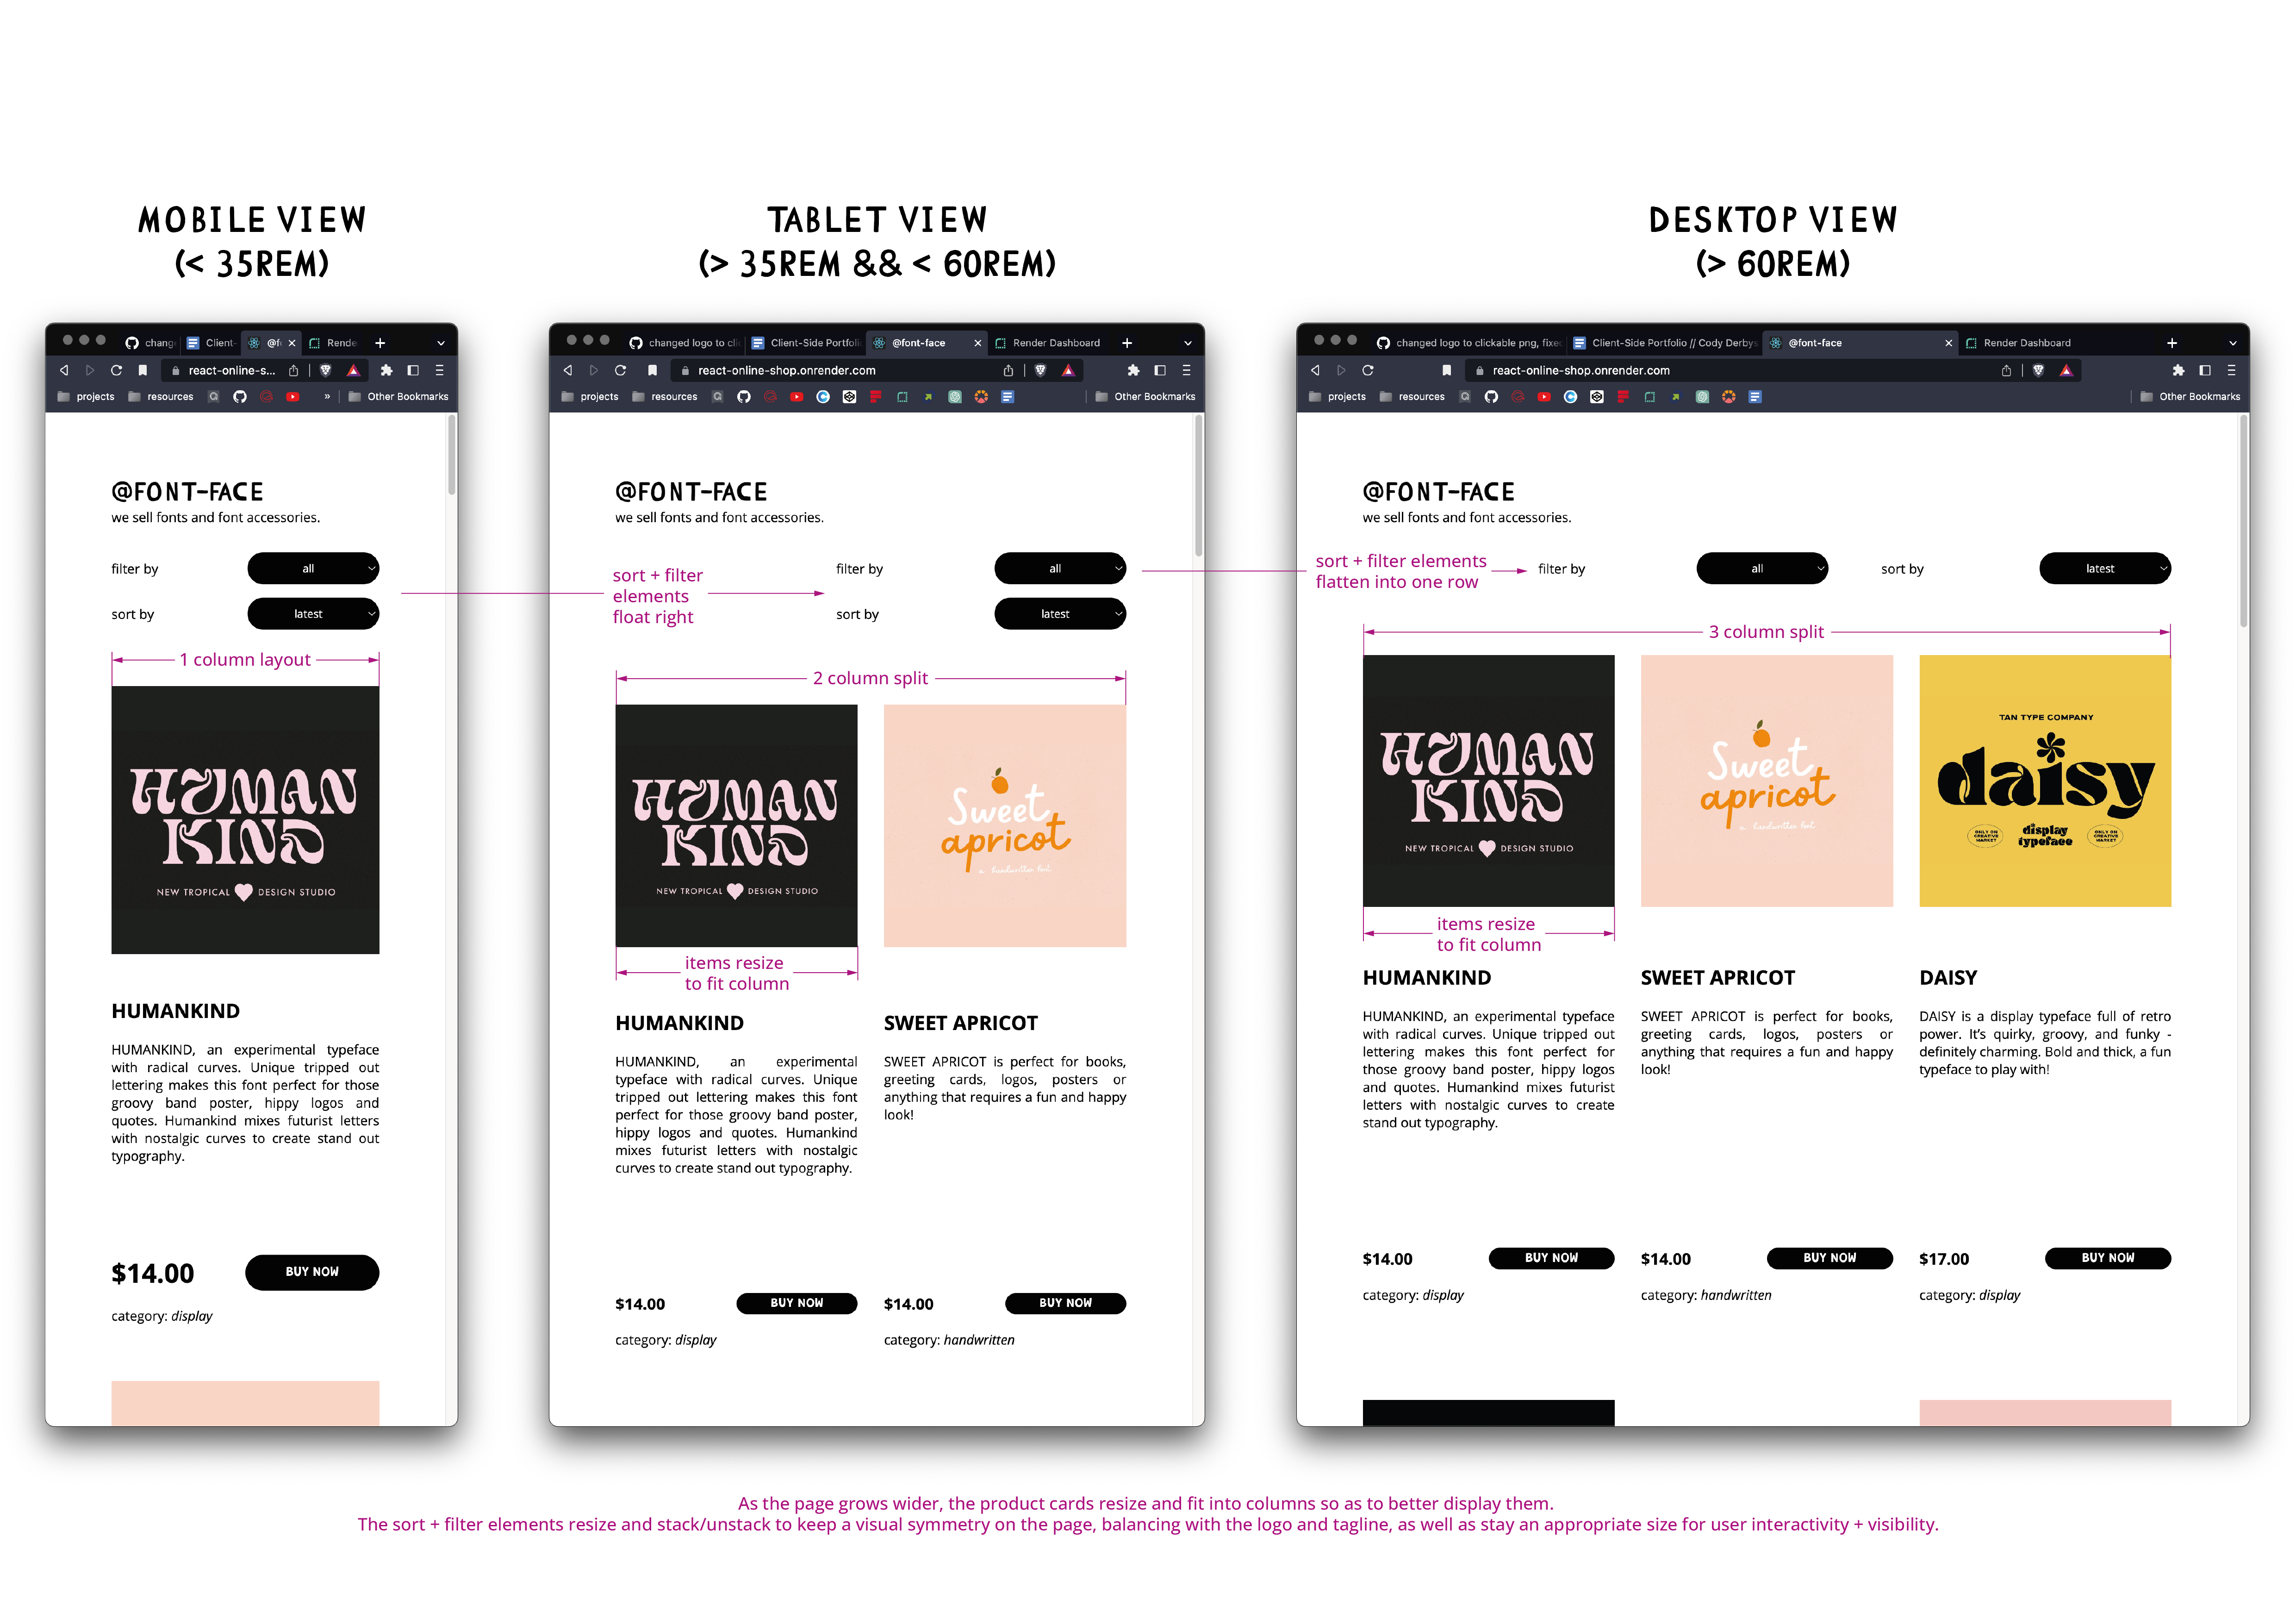 MOBILE VIEW
(< 35REM)
TABLET VIEW
(> 35REM && < 60REM)
DESKTOP VIEW
(> 60REM)
chang
Client-
@f
Rende
react-online-s...
projects
resources
»
Other Bookmarks
@FONT-FACE
we sell fonts and font accessories.
filter by
all
sort by
latest
1 column layout
HUMAN
KIND
NEW TROPICAL DESIGN STUDIO
HUMANKIND
HUMANKIND, an experimental typeface
with radical curves. Unique tripped out
lettering makes this font perfect for those
groovy band poster, hippy logos and
quotes. Humankind mixes futurist letters
with nostalgic curves to create stand out
typography.
$14.00
BUY NOW
category: display
changed logo to clic
Client-Side Portfolio
@font-face
Render Dashboard
react-online-shop.onrender.com
projects
resources
Other Bookmarks
@FONT-FACE
we sell fonts and font accessories.
sort + filter
elements
float right
filter by
all
sort by
latest
2 column split
HUMAN
KIND
NEW TROPICAL DESIGN STUDIO
Sweet
apricot
a handwritten font
items resize
to fit column
HUMANKIND
HUMANKIND, an experimental
typeface with radical curves. Unique
tripped out lettering makes this font
perfect for those groovy band poster,
hippy logos and quotes. Humankind
mixes futurist letters with nostalgic
curves to create stand out typography.
$14.00
BUY NOW
category: display
SWEET APRICOT
SWEET APRICOT is perfect for books,
greeting cards, logos, posters or
anything that requires a fun and happy
look!
$14.00
BUY NOW
category: handwritten
changed logo to clickable png, fixed
Client-Side Portfolio // Cody Derbys
@font-face
Render Dashboard
react-online-shop.onrender.com
projects
resources
Other Bookmarks
@FONT-FACE
we sell fonts and font accessories.
sort + filter elements
flatten into one row
filter by
all
sort by
latest
3 column split
HUMAN
KIND
NEW TROPICAL DESIGN STUDIO
Sweet
apricot
a handwritten font
TAN TYPE COMPANY
daisy
ONLY ON
CREATIVE
MARKET
display
typeface
ONLY ON
CREATIVE
MARKET
items resize
to fit column
HUMANKIND
HUMANKIND, an experimental typeface
with radical curves. Unique tripped out
lettering makes this font perfect for
those groovy band poster, hippy logos
and quotes. Humankind mixes futurist
letters with nostalgic curves to create
stand out typography.
$14.00
BUY NOW
category: display
SWEET APRICOT
SWEET APRICOT is perfect for books,
greeting cards, logos, posters or
anything that requires a fun and happy
look!
$14.00
BUY NOW
category: handwritten
DAISY
DAISY is a display typeface full of retro
power. It's quirky, groovy, and funky -
definitely charming. Bold and thick, a fun
typeface to play with!
$17.00
BUY NOW
category: display
As the page grows wider, the product cards resize and fit into columns so as to better display them.
The sort + filter elements resize and stack/unstack to keep a visual symmetry on the page, balancing with the logo and tagline, as well as stay an appropriate size for user interactivity + visibility.